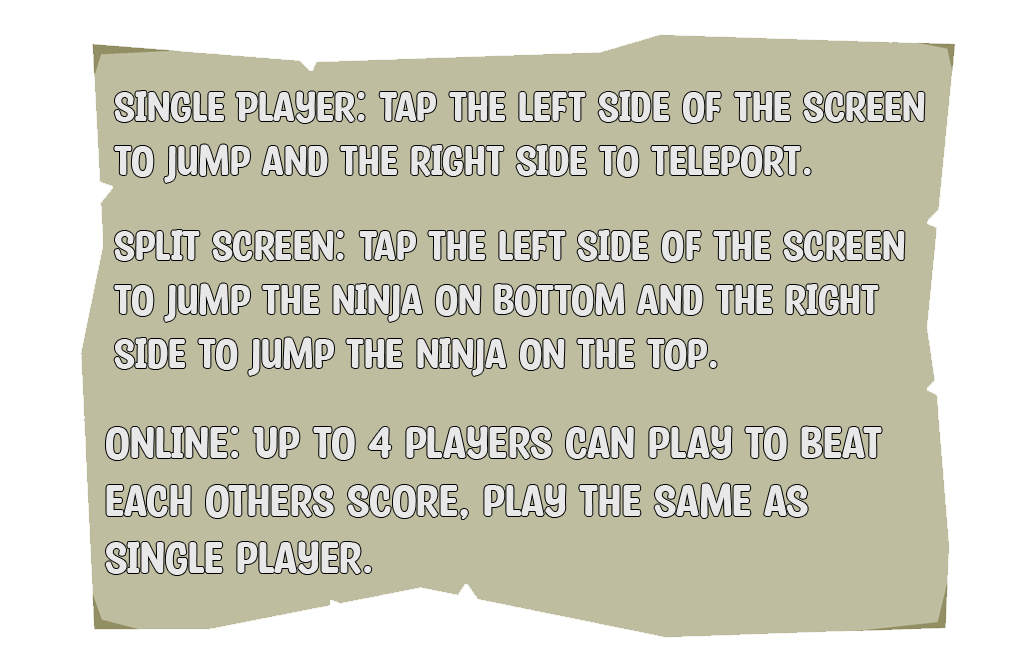 SINGLE PLAYER: TAP THE LEFT SIDE OF THE SCREEN
TO JUMP AND THE RIGHT SIDE TO TELEPORT.
SPLIT SCREEN: TAP THE LEFT SIDE OF THE SCREEN
TO JUMP THE NINJA ON BOTTOM AND THE RIGHT
SIDE TO JUMP THE NINJA ON THE TOP.
ONLINE: UP TO 4 PLAYERS CAN PLAY TO BEAT
EACH OTHERS SCORE, PLAY THE SAME AS
SINGLE PLAYER.